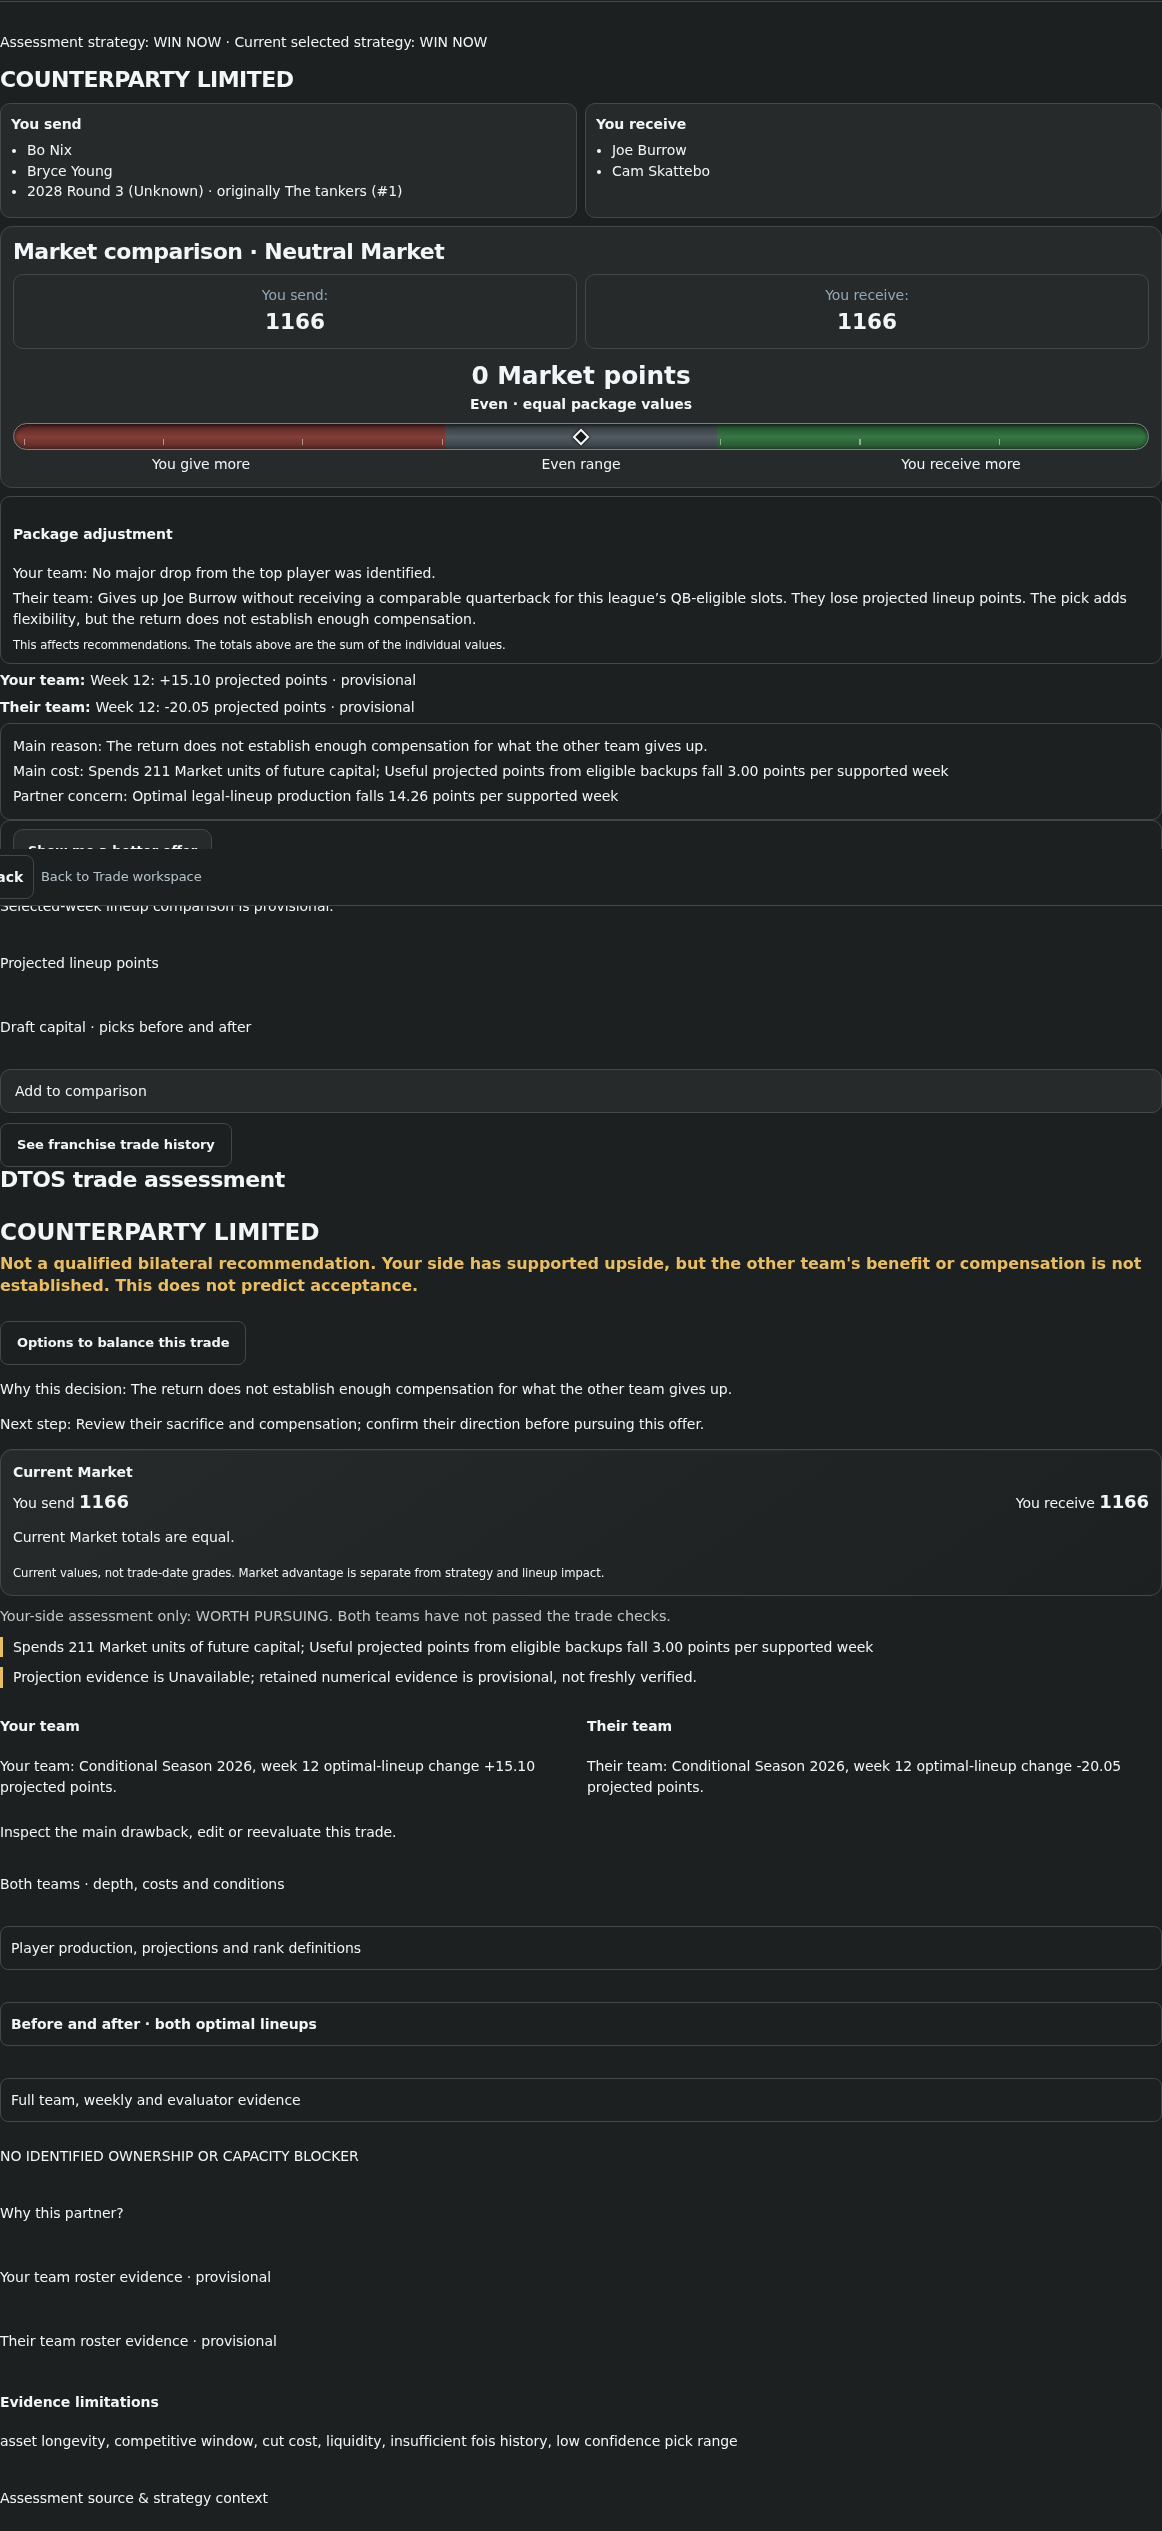 Assessment strategy: WIN NOW · Current selected strategy: WIN NOW
COUNTERPARTY LIMITED
You send
• Bo Nix
• Bryce Young
• 2028 Round 3 (Unknown) · originally The tankers (#1)
You receive
• Joe Burrow
• Cam Skattebo
Market comparison · Neutral Market
You send:
1166
You receive:
1166
0 Market points
Even · equal package values
You give more
Even range
You receive more
Package adjustment
Your team: No major drop from the top player was identified.
Their team: Gives up Joe Burrow without receiving a comparable quarterback for this league’s QB-eligible slots. They lose projected lineup points. The pick adds
flexibility, but the return does not establish enough compensation.
This affects recommendations. The totals above are the sum of the individual values.
Your team: Week 12: +15.10 projected points · provisional
Their team: Week 12: -20.05 projected points · provisional
Main reason: The return does not establish enough compensation for what the other team gives up.
Main cost: Spends 211 Market units of future capital; Useful projected points from eligible backups fall 3.00 points per supported week
Partner concern: Optimal legal-lineup production falls 14.26 points per supported week
Show me a better offer
ack
Back to Trade workspace
Selected-week lineup comparison is provisional.
Projected lineup points
Draft capital · picks before and after
Add to comparison
See franchise trade history
DTOS trade assessment
COUNTERPARTY LIMITED
Not a qualified bilateral recommendation. Your side has supported upside, but the other team's benefit or compensation is not
established. This does not predict acceptance.
Options to balance this trade
Why this decision: The return does not establish enough compensation for what the other team gives up.
Next step: Review their sacrifice and compensation; confirm their direction before pursuing this offer.
Current Market
You send 1166
You receive 1166
Current Market totals are equal.
Current values, not trade-date grades. Market advantage is separate from strategy and lineup impact.
Your-side assessment only: WORTH PURSUING. Both teams have not passed the trade checks.
Spends 211 Market units of future capital; Useful projected points from eligible backups fall 3.00 points per supported week
Projection evidence is Unavailable; retained numerical evidence is provisional, not freshly verified.
Your team
Your team: Conditional Season 2026, week 12 optimal-lineup change +15.10
projected points.
Their team
Their team: Conditional Season 2026, week 12 optimal-lineup change -20.05
projected points.
Inspect the main drawback, edit or reevaluate this trade.
Both teams · depth, costs and conditions
Player production, projections and rank definitions
Before and after · both optimal lineups
Full team, weekly and evaluator evidence
NO IDENTIFIED OWNERSHIP OR CAPACITY BLOCKER
Why this partner?
Your team roster evidence · provisional
Their team roster evidence · provisional
Evidence limitations
asset longevity, competitive window, cut cost, liquidity, insufficient fois history, low confidence pick range
Assessment source & strategy context